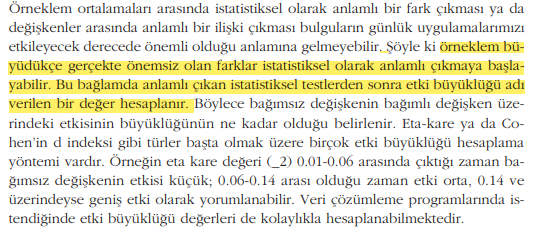 Örneklem ortalamaları arasında istatistiksel olarak anlamlı bir fark çıkması ya da
değişkenler arasında anlamlı bir ilişki çıkması bulguların günlük uygulamalarımızı
etkileyecek derecede önemli olduğu anlamına gelmeyebilir. Şöyle ki örneklem bü-
yüdükçe gerçekte önemsiz olan farklar istatistiksel olarak anlamlı çıkmaya başla-
yabilir. Bu bağlamda anlamlı çıkan istatistiksel testlerden sonra etki büyüklüğü adı
verilen bir değer hesaplanır. Böylece bağımsız değişkenin bağımlı değişken üze-
rindeki etkisinin büyüklüğünün ne kadar olduğu belirlenir. Eta-kare ya da Co-
hen'in d indeksi gibi türler başta olmak üzere birçok etki büyüklüğü hesaplama
yöntemi vardır. Örneğin eta kare değeri (_2) 0.01-0.06 arasında çıktığı zaman ba-
ğımsız değişkenin etkisi küçük; 0.06-0.14 arası olduğu zaman etki orta, 0.14 ve
üzerindeyse geniş etki olarak yorumlanabilir. Veri çözümleme programlarında is-
tendiğinde etki büyüklüğü değerleri de kolaylıkla hesaplanabilmektedir.